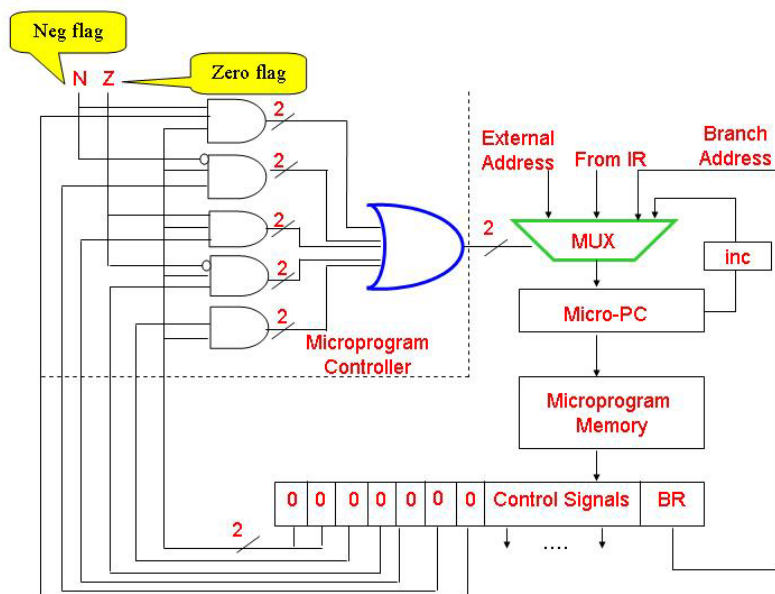 Neg flag
N Z
Zero flag
2
2
2
2
2
External
Address
From IR
Branch
Address
2
MUX
inc
Micro-PC
Microprogram
Controller
Microprogram
Memory
0 0 0 0 0 0 0 Control Signals BR
2
....